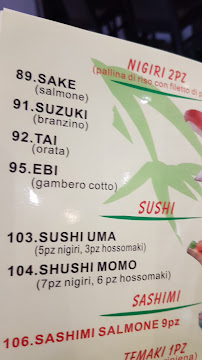 NIGIRI 2PZ
(pallina di riso con filetto di p
89.SAKE
(salmone)
91.SUZUKI
(branzino)
92.TAI
(orata)
95.EBI
(gambero cotto)
SUSHI
103.SUSHI UMA
(5pz nigiri, 3pz hossomaki)
104.SHUSHI MOMO
(7pz nigiri, 6 pz hossomaki)
SASHIMI
106.SASHIMI SALMONE 9pz
TEMAKI 1PZ